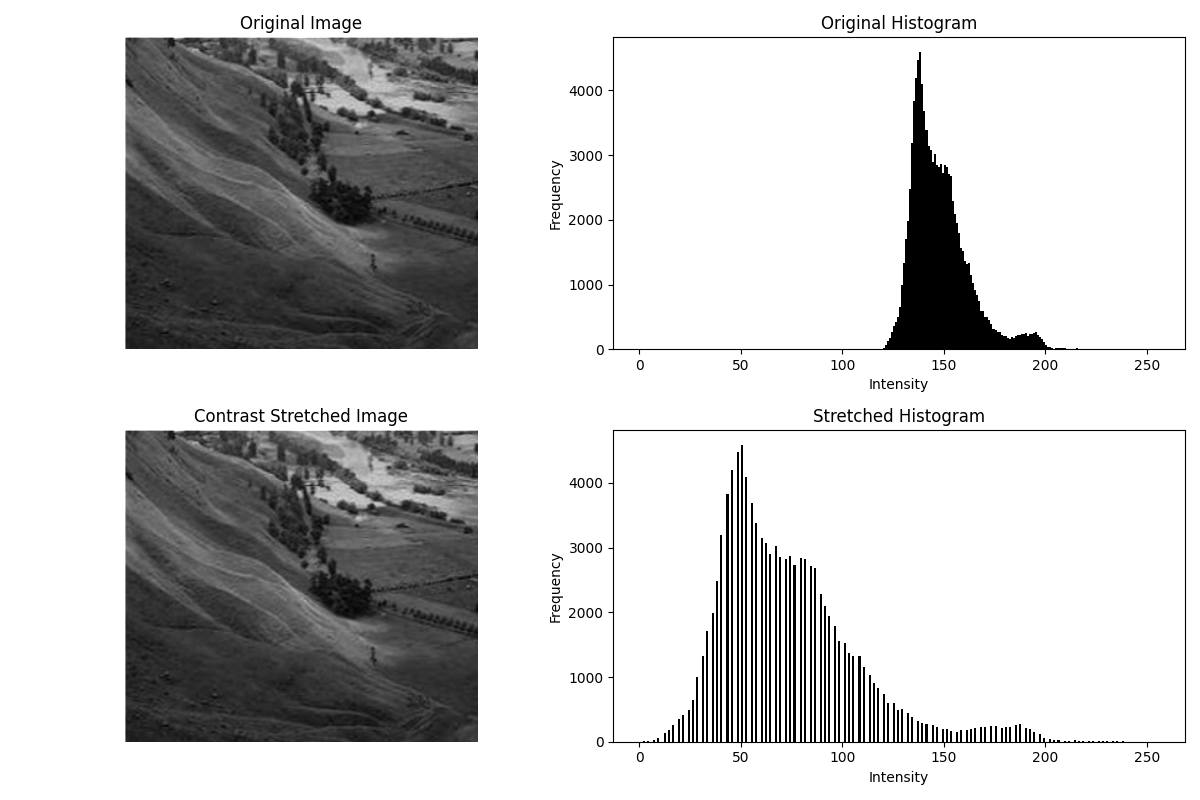 Original Image
Original Histogram
4000
3000
2000
1000
0
Frequency
0 50 100 150 200 250
Intensity
Contrast Stretched Image
Stretched Histogram
4000
3000
2000
1000
0
Frequency
0 50 100 150 200 250
Intensity